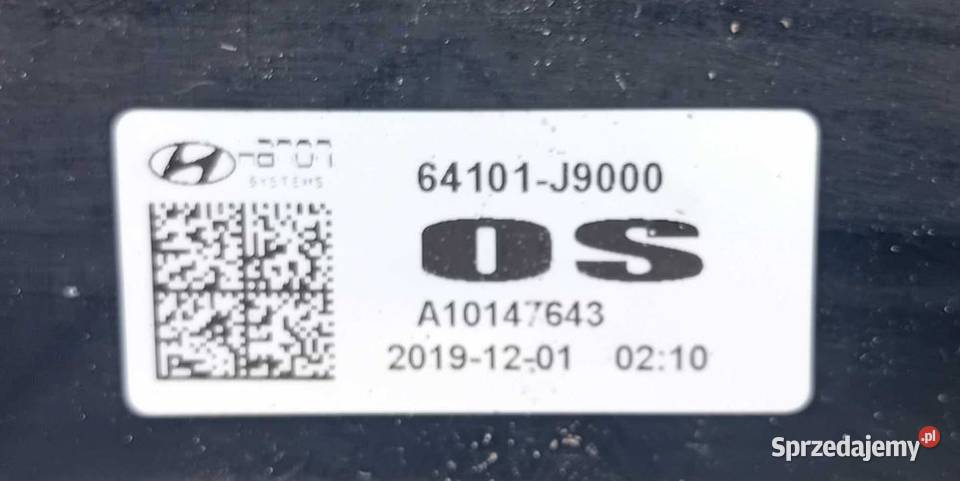 SYSTEMS
64101-J9000
OS
A10147643
2019-12-01 02:10
Sprzedajemy.pl